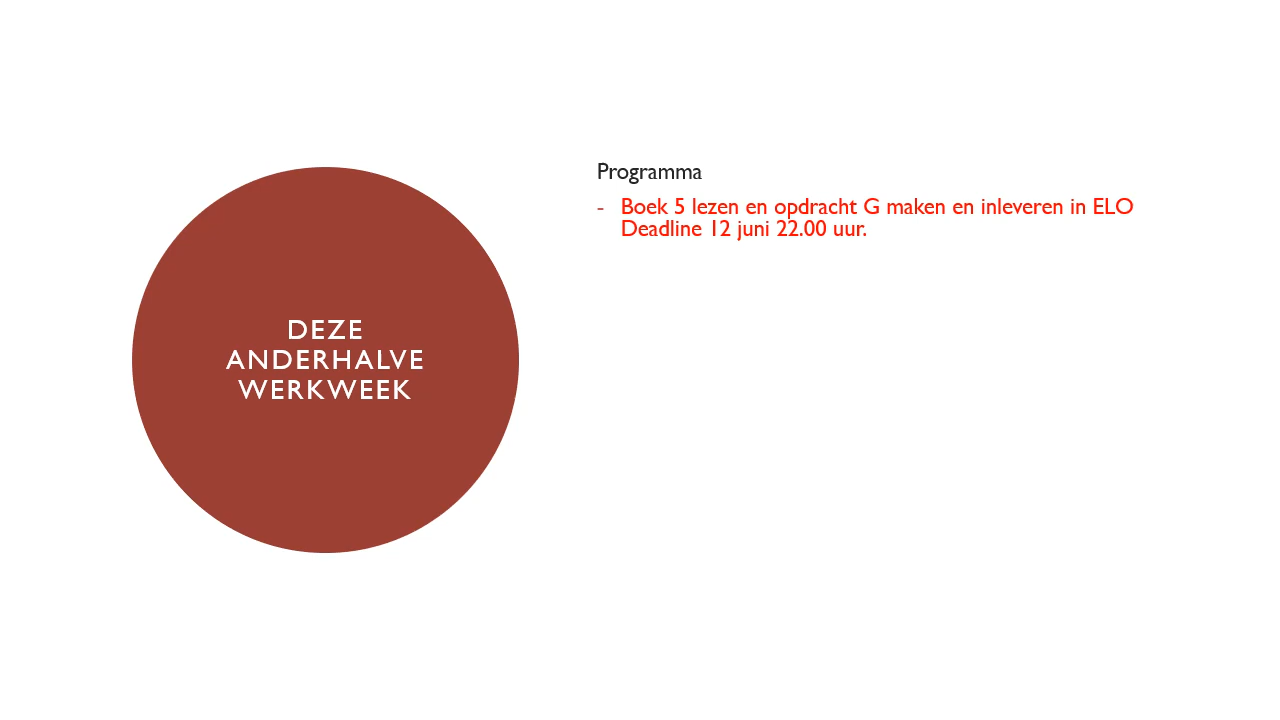 DEZE
ANDERHALVE
WERKWEEK
Programma
- Boek 5 lezen en opdracht G maken en inleveren in ELO
Deadline 12 juni 22.00 uur.